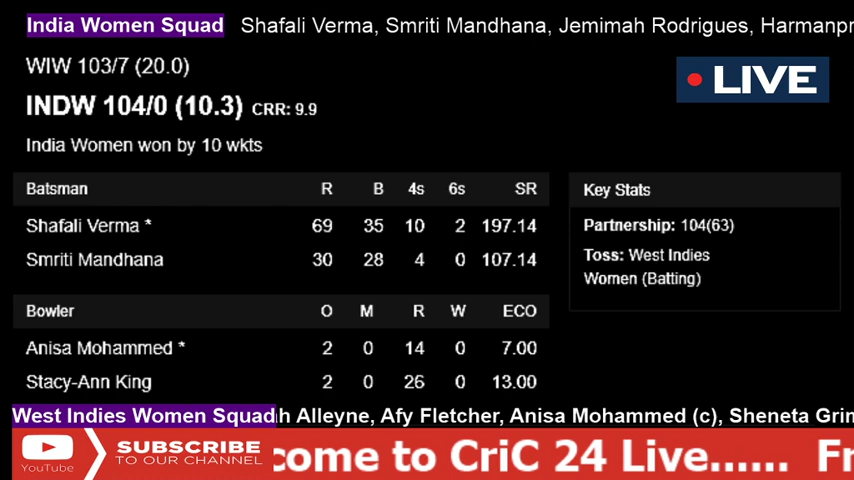 India Women Squad Shafali Verma, Smriti Mandhana, Jemimah Rodrigues, Harmanpr
WIW 103/7 (20.0)
INDW 104/0 (10.3) CRR: 9.9
LIVE
India Women won by 10 wkts
Batsman R B 4s 6s SR
Shafali Verma * 69 35 10 2 197.14
Smriti Mandhana 30 28 4 0 107.14
Key Stats
Partnership: 104(63)
Toss: West Indies
Women (Batting)
Bowler O M R W ECO
Anisa Mohammed * 2 0 14 0 7.00
Stacy-Ann King 2 0 26 0 13.00
West Indies Women Squad h Alleyne, Afy Fletcher, Anisa Mohammed (c), Sheneta Grim
YouTube
SUBSCRIBE
TO OUR CHANNEL
come to CriC 24 Live...... Fr